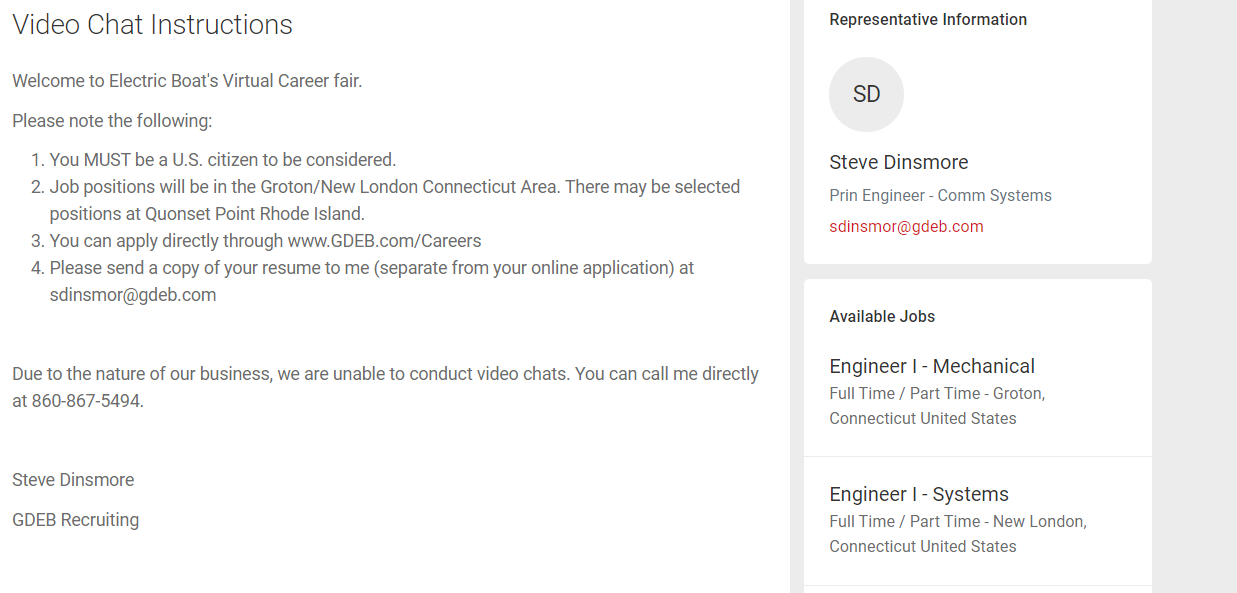 Video Chat Instructions
Welcome to Electric Boat's Virtual Career fair.
Please note the following:
1. You MUST be a U.S. citizen to be considered.
2. Job positions will be in the Groton/New London Connecticut Area. There may be selected
positions at Quonset Point Rhode Island.
3. You can apply directly through www.GDEB.com/Careers
4. Please send a copy of your resume to me (separate from your online application) at
sdinsmor@gdeb.com
Due to the nature of our business, we are unable to conduct video chats. You can call me directly
at 860-867-5494.
Steve Dinsmore
GDEB Recruiting
Representative Information
SD
Steve Dinsmore
Prin Engineer - Comm Systems
sdinsmor@gdeb.com
Available Jobs
Engineer I - Mechanical
Full Time / Part Time - Groton,
Connecticut United States
Engineer I - Systems
Full Time / Part Time - New London,
Connecticut United States